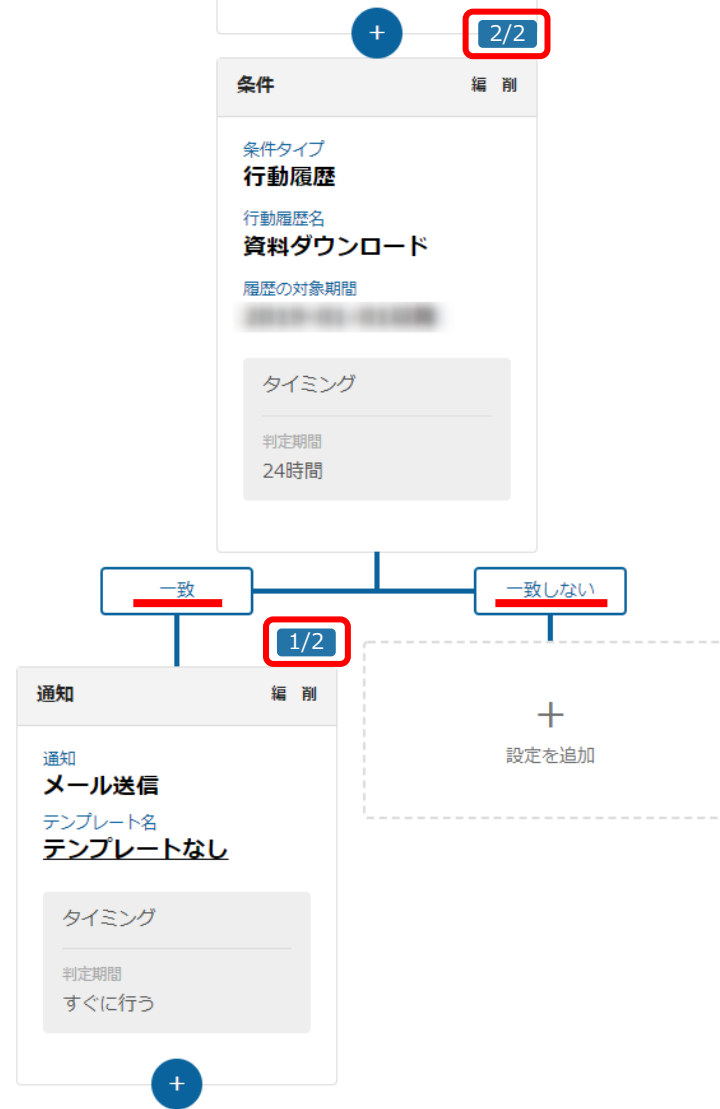 +
2/2
条件 編 削
条件タイプ
行動履歴
行動履歴名
資料ダウンロード
履歴の対象期間
タイミング
判定期間
24時間
一致
一致しない
1/2
通知 編 削
+
設定を追加
通知
メール送信
テンプレート名
テンプレートなし
タイミング
判定期間
すぐに行う
+